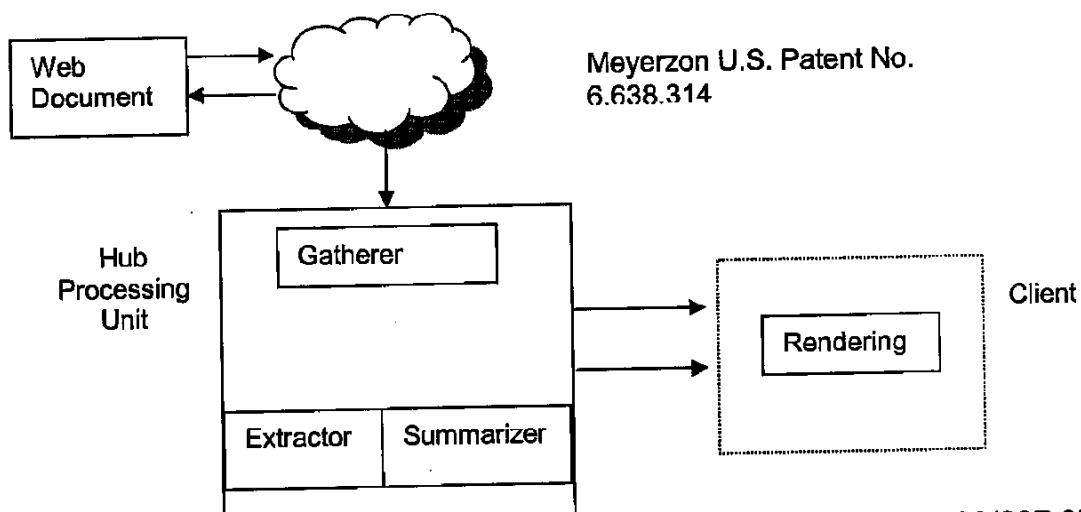 Web
Document
Meyerzon U.S. Patent No.
6.638.314
Hub
Processing
Unit
Gatherer
Client
Rendering
Extractor
Summarizer